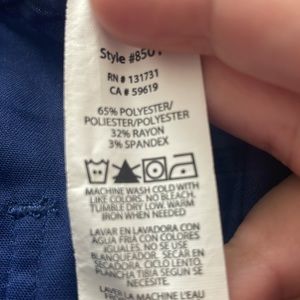 Style #850
RN # 131731
CA # 59619
65% POLYESTER/
POLIESTER/POLYESTER
32% RAYON
3% SPANDEX
MACHINE WASH COLD WITH
LIKE COLORS. NO BLEACH.
TUMBLE DRY LOW. WARM
IRON WHEN NEEDED
LAVAR EN LAVADORA CON
AGUA FRIA CON COLORES
IGUALES. NO SE USE
BLANQUEADOR. SECAR EN
SECADORA. CICLO LENTO.
PLANCHA TIBIA SEGUN SE
NECESITE.
LAVER LA MACHINE L'EAU